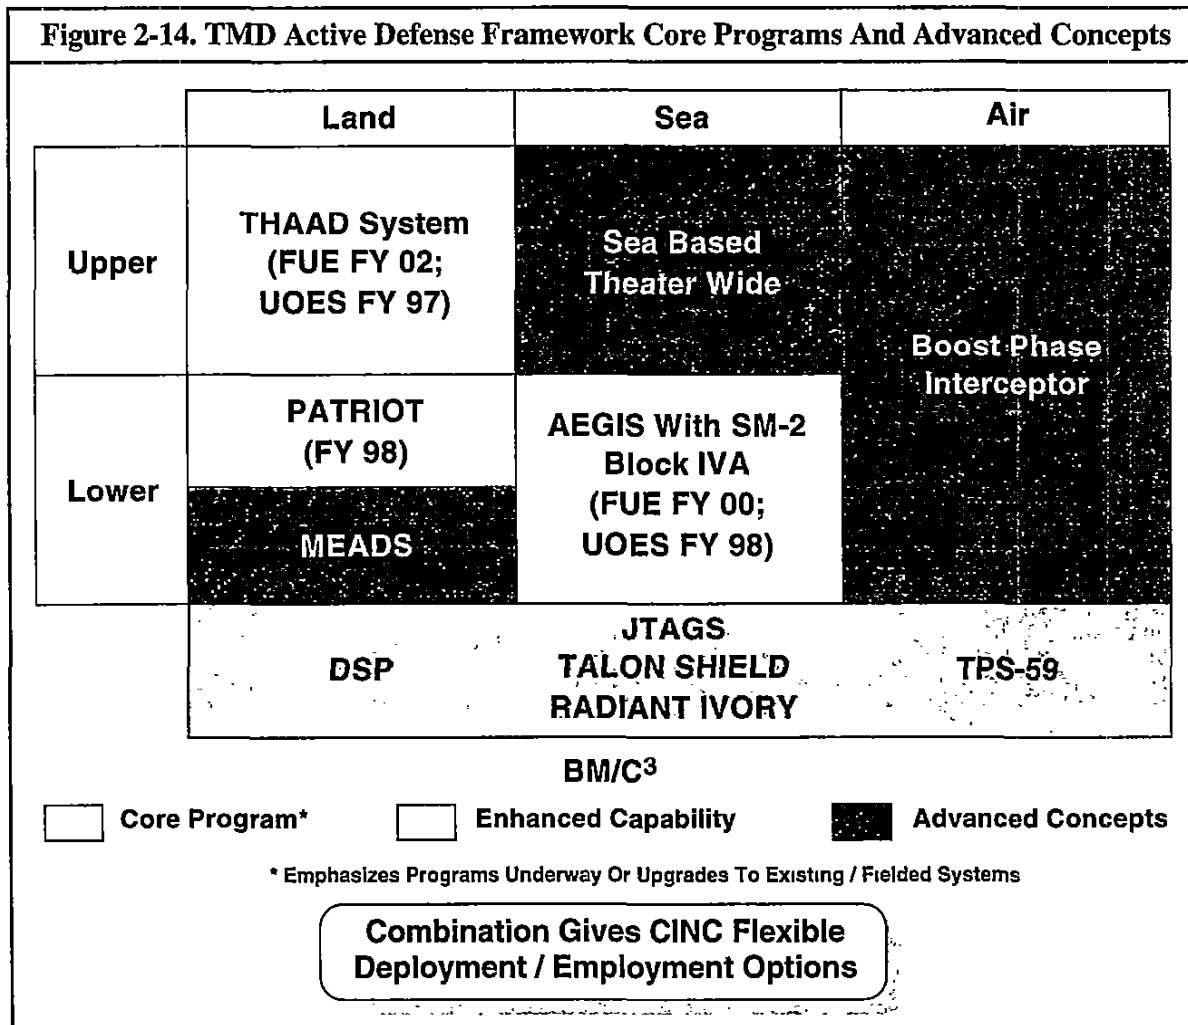 Figure 2-14. TMD Active Defense Framework Core Programs And Advanced Concepts
Land
Sea
Air
Upper
THAAD System
(FUE FY 02;
UOES FY 97)
Sea Based
Theater Wide
Boost Phase
Interceptor
Lower
PATRIOT
(FY 98)
MEADS
AEGIS With SM-2
Block IVA
(FUE FY 00;
UOES FY 98)
DSP
JTAGS
TALON SHIELD
RADIANT IVORY
TPS-59
BM/C³
Core Program*
Enhanced Capability
Advanced Concepts
* Emphasizes Programs Underway Or Upgrades To Existing / Fielded Systems
Combination Gives CINC Flexible
Deployment / Employment Options